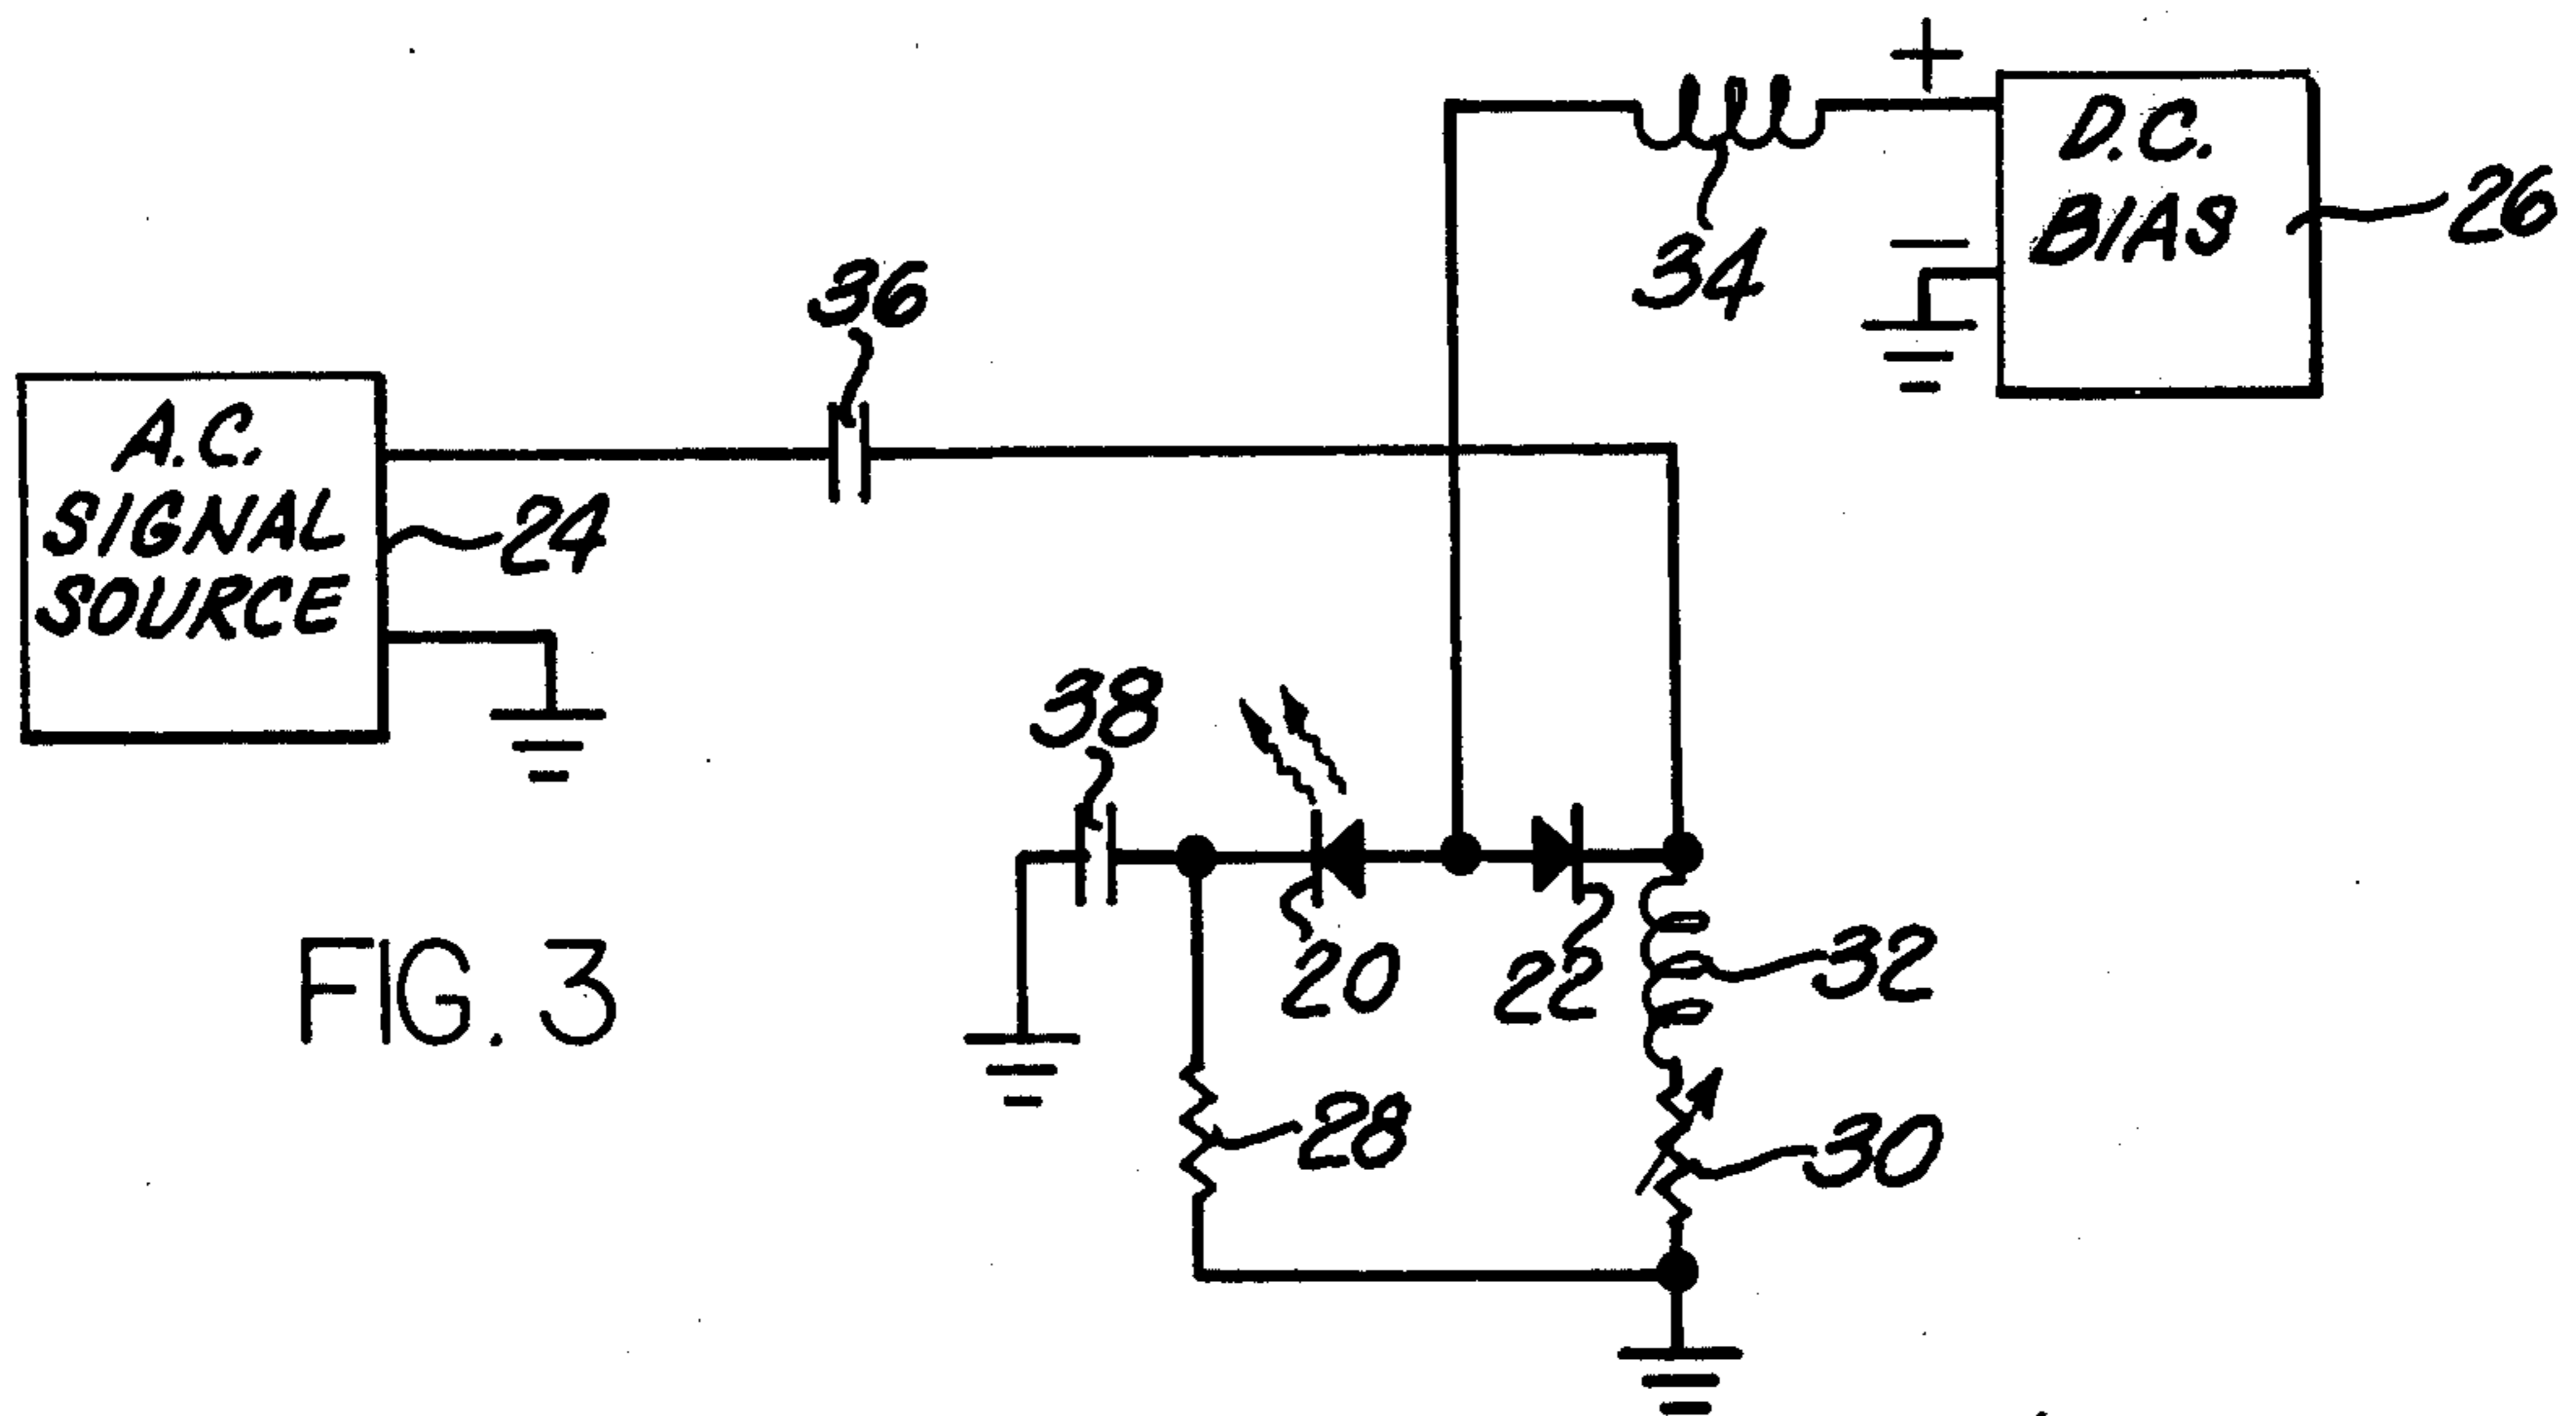 +
D.C.
BIAS
26
−
34
36
A.C.
SIGNAL
SOURCE
24
38
20
22
32
28
30
FIG. 3